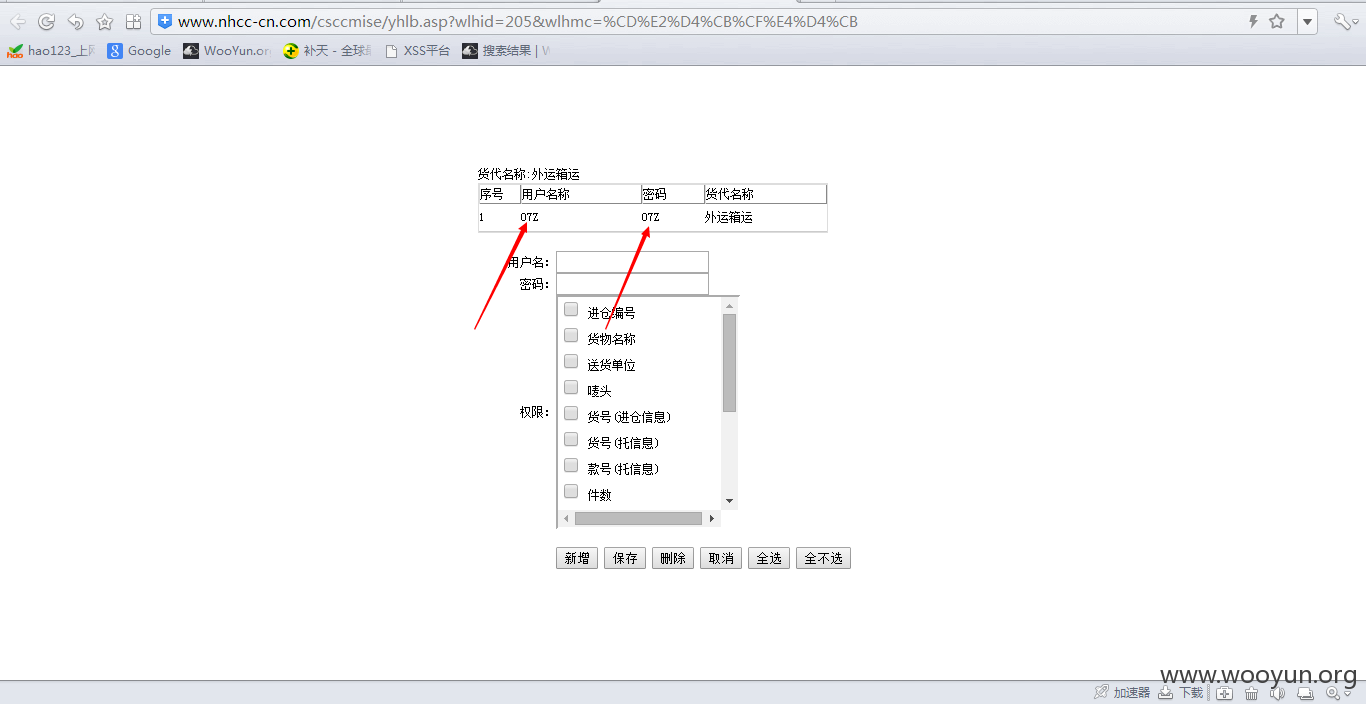 www.nhcc-cn.com/csccmise/yhlb.asp?wlhid=205&wlhmc=%CD%E2%D4%CB%CF%E4%D4%CB
hao123_上网 Google WooYun.or 补天 - 全球 XSS平台 搜索结果 | W
货代名称:外运箱运
序号 用户名称 密码 货代名称
1 07Z 07Z 外运箱运
用户名:
密码:
进仓编号
货物名称
送货单位
唛头
权限:
货号(进仓信息)
货号(托信息)
款号(托信息)
件数
新增 保存 删除 取消 全选 全不选
www.wooyun.org
加速器 下载